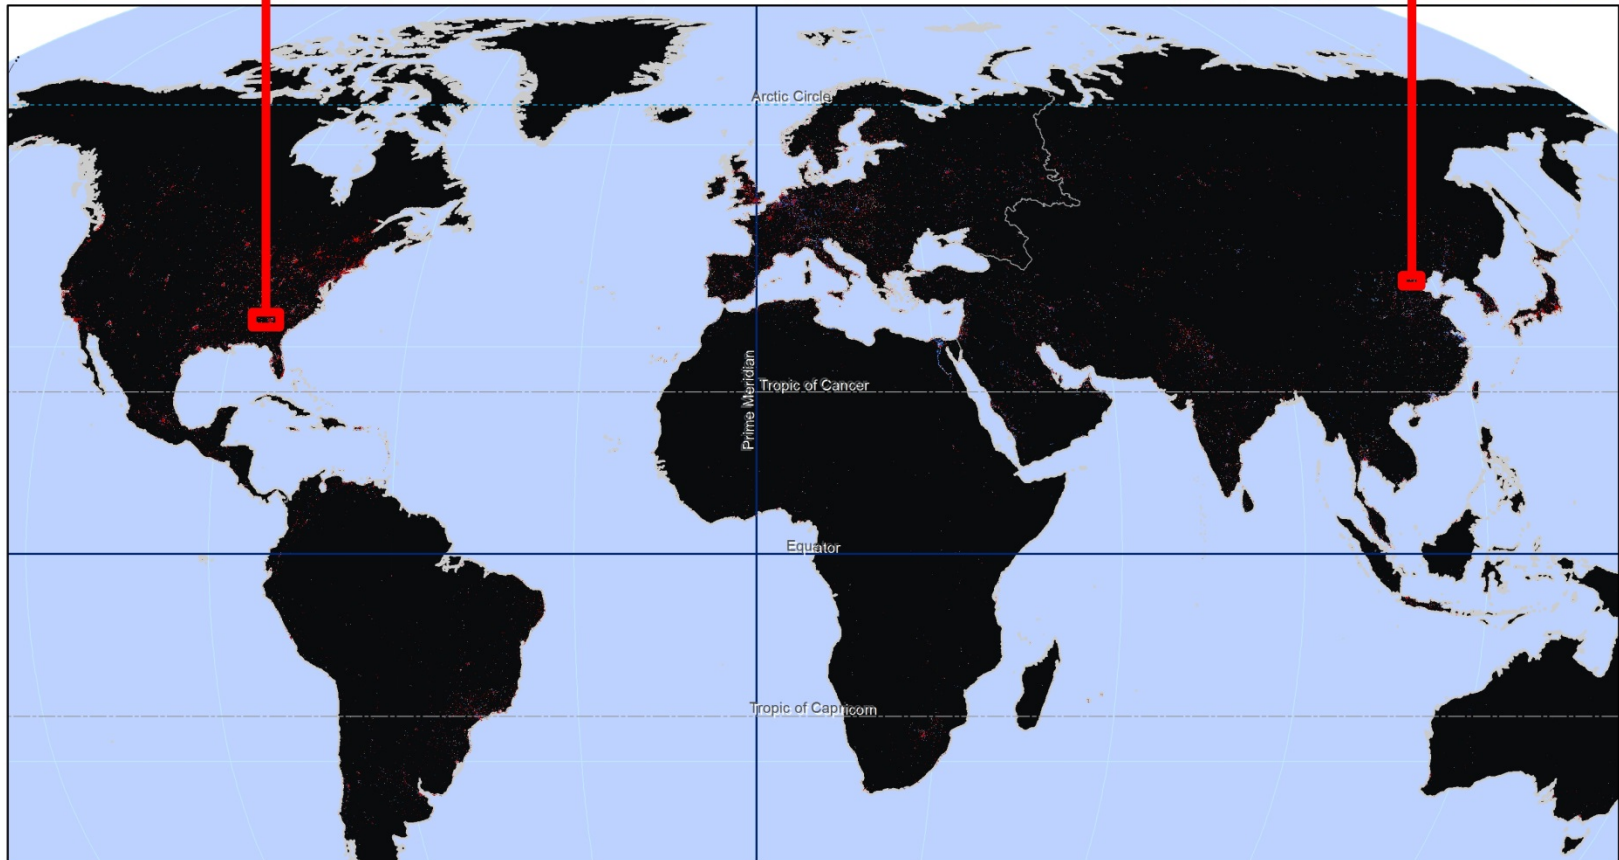 Arctic Circle
Prime Meridian
Tropic of Cancer
Equator
Tropic of Capricorn